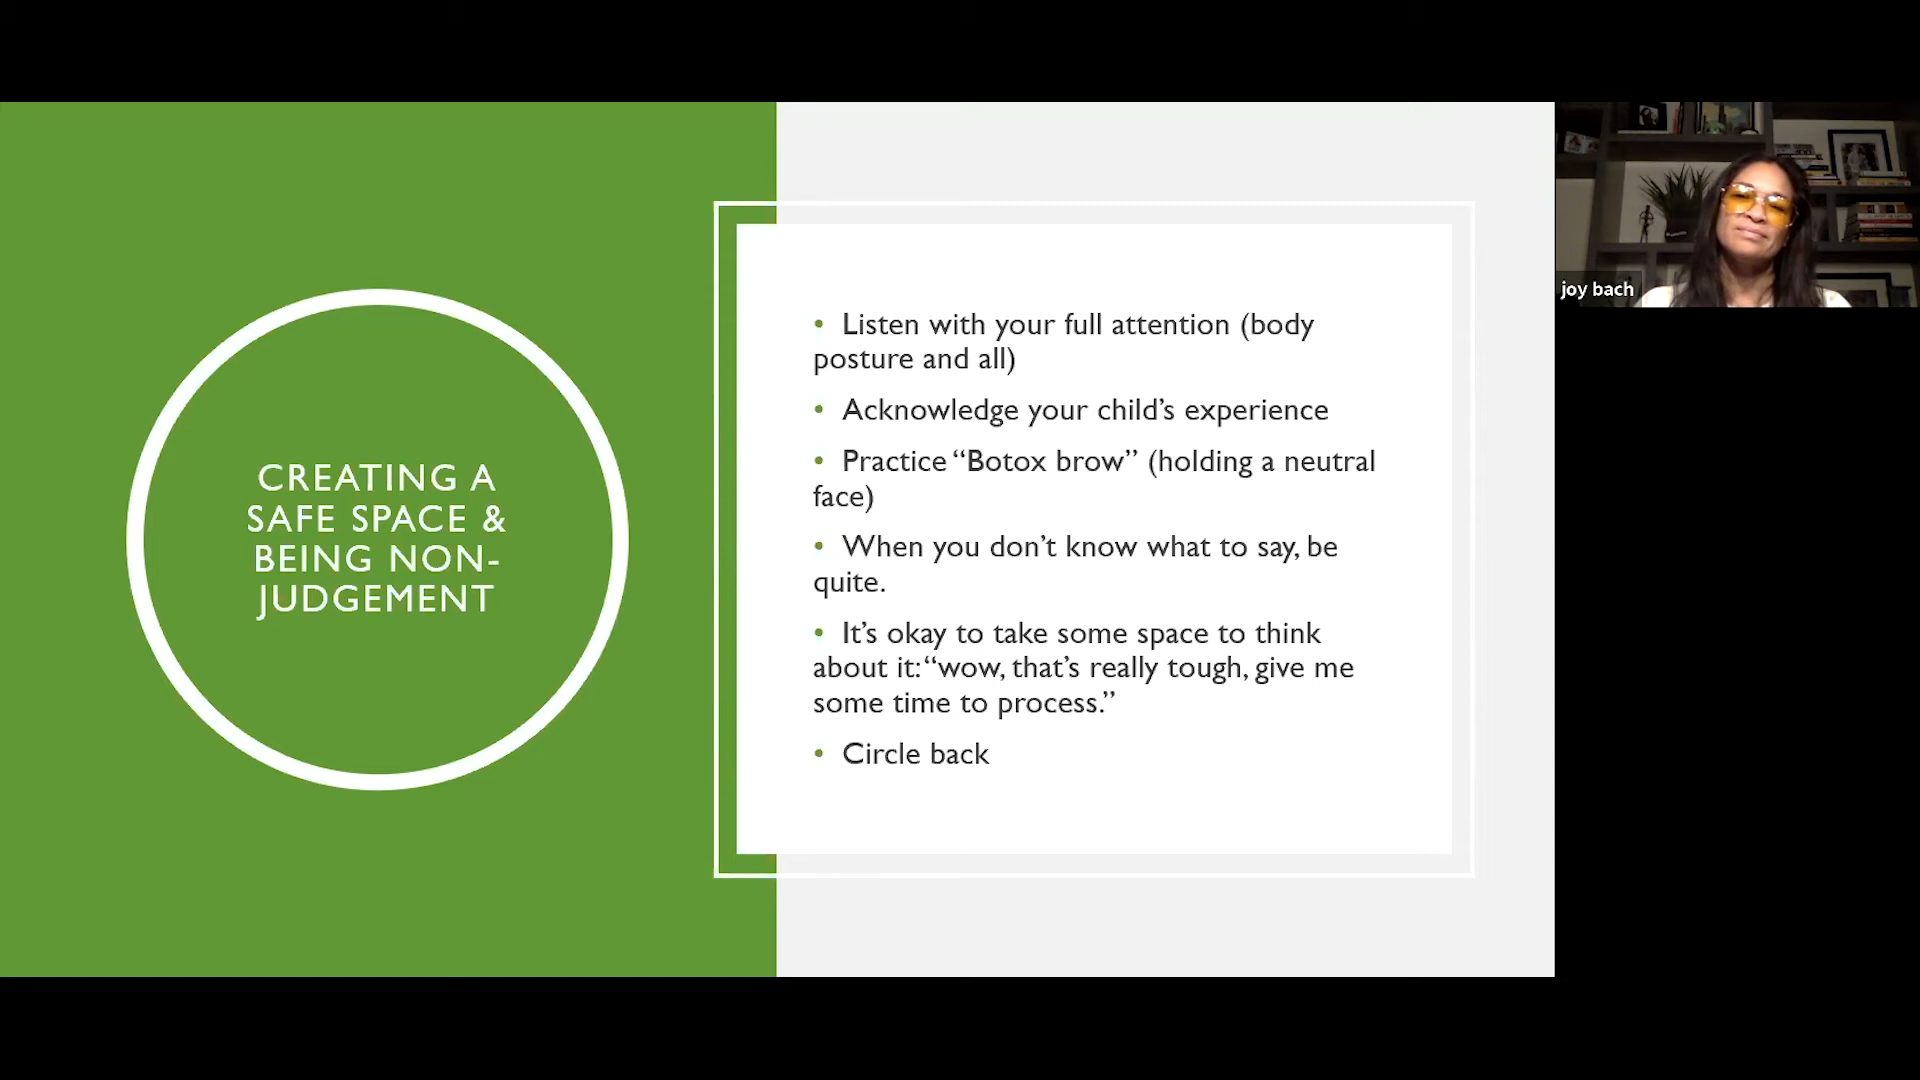 CREATING A
SAFE SPACE &
BEING NON-
JUDGEMENT
• Listen with your full attention (body
posture and all)
• Acknowledge your child’s experience
• Practice “Botox brow” (holding a neutral
face)
• When you don’t know what to say, be
quite.
• It’s okay to take some space to think
about it: “wow, that’s really tough, give me
some time to process.”
• Circle back
joy bach